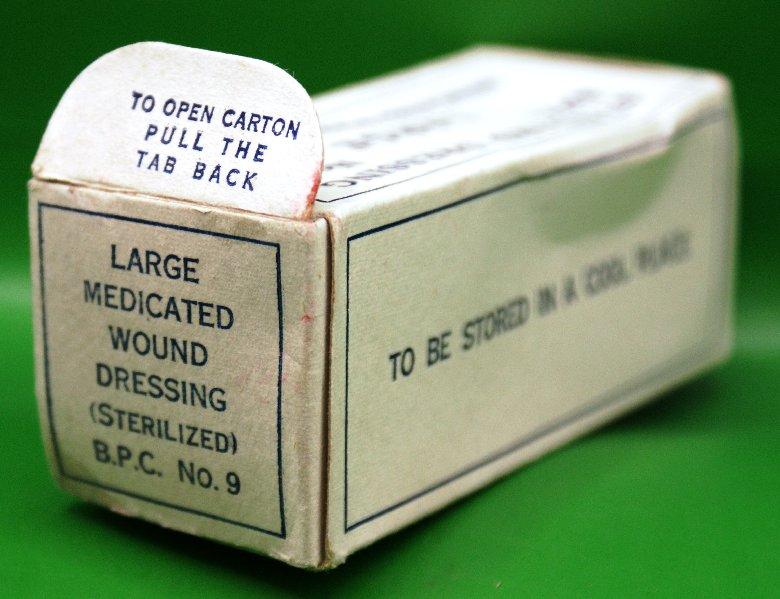 TO OPEN CARTON
PULL THE
TAB BACK
LARGE
MEDICATED
WOUND
DRESSING
(STERILIZED)
B.P.C. No. 9
TO BE STORED IN A COOL PLACE